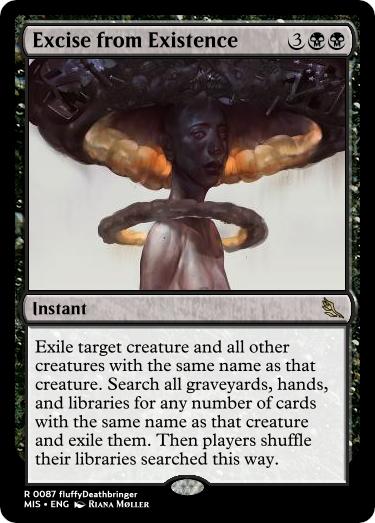 Excise from Existence 3
Instant
Exile target creature and all other
creatures with the same name as that
creature. Search all graveyards, hands,
and libraries for any number of cards
with the same name as that creature
and exile them. Then players shuffle
their libraries searched this way.
R 0087 fluffyDeathbringer
MIS • ENG Riana Møller